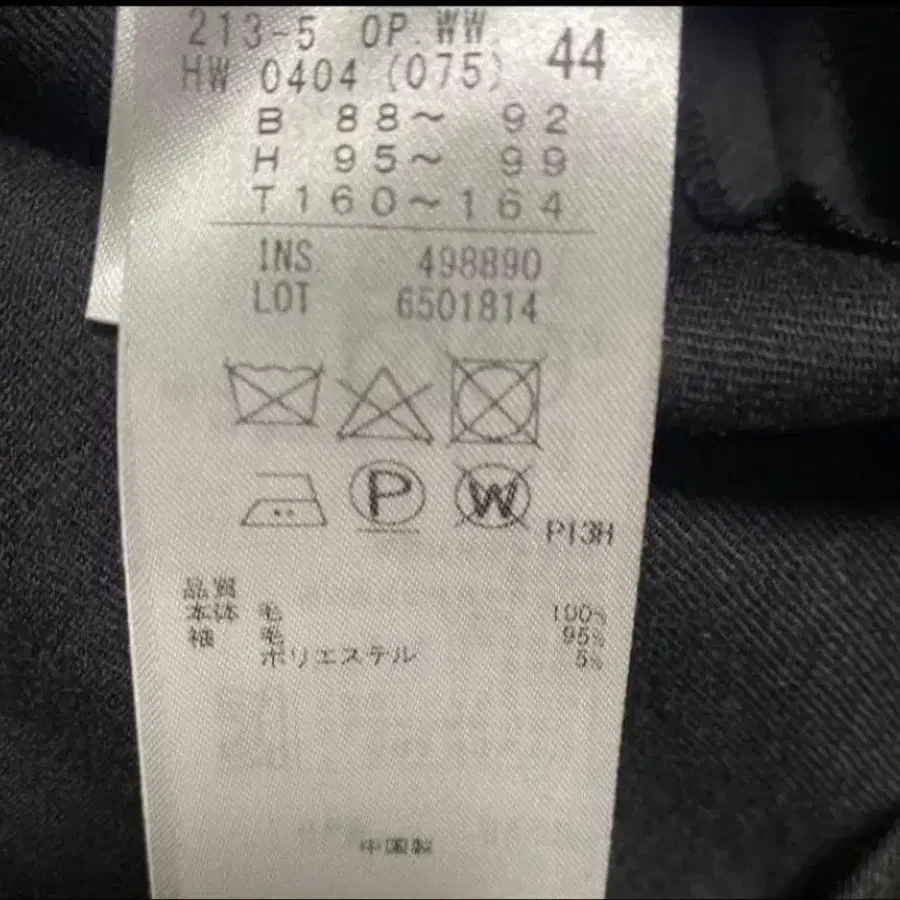 213-5 OP.WW. 44
HW 0404 (075)
B 88～ 92
H 95～ 99
T160～164
INS 498890
LOT 6501814
P
W
P13H
品質
本体 毛 100%
袖 毛 95%
ポリエステル 5%
中国製